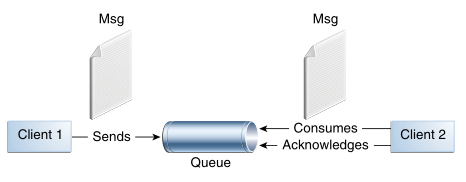 Msg
Msg
Client 1
Sends
Queue
Consumes
Acknowledges
Client 2